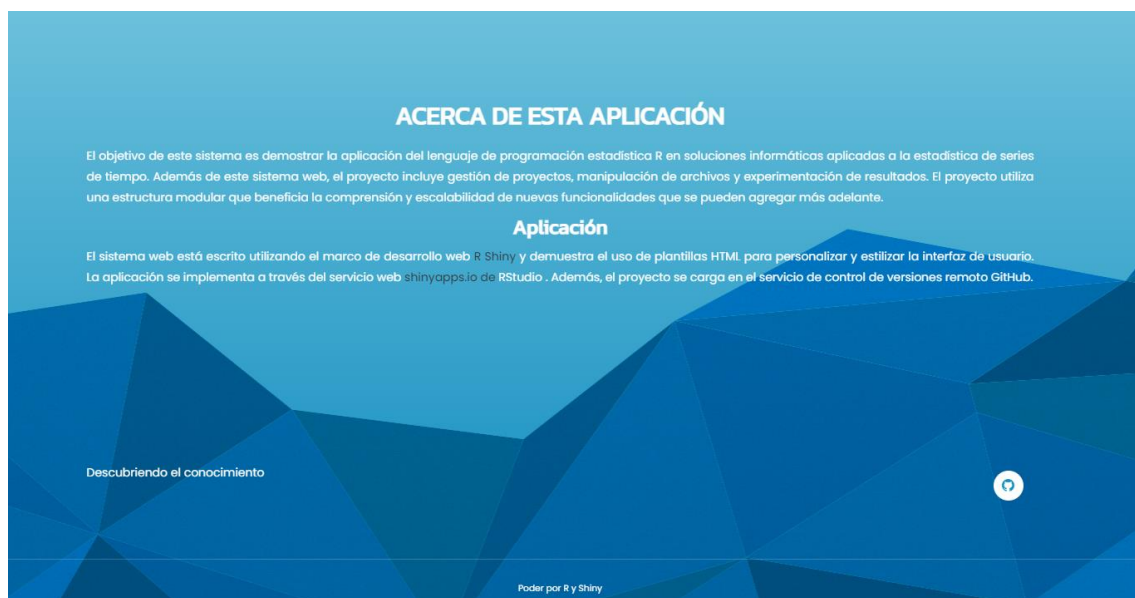 ACERCA DE ESTA APLICACIÓN
El objetivo de este sistema es demostrar la aplicación del lenguaje de programación estadística R en soluciones informáticas aplicadas a la estadística de series
de tiempo. Además de este sistema web, el proyecto incluye gestión de proyectos, manipulación de archivos y experimentación de resultados. El proyecto utiliza
una estructura modular que beneficia la comprensión y escalabilidad de nuevas funcionalidades que se pueden agregar más adelante.
Aplicación
El sistema web está escrito utilizando el marco de desarrollo web R Shiny y demuestra el uso de plantillas HTML para personalizar y estilizar la interfaz de usuario.
La aplicación se implementa a través del servicio web shinyapps.io de RStudio . Además, el proyecto se carga en el servicio de control de versiones remoto GitHub.
Descubriendo el conocimiento
Poder por R y Shiny